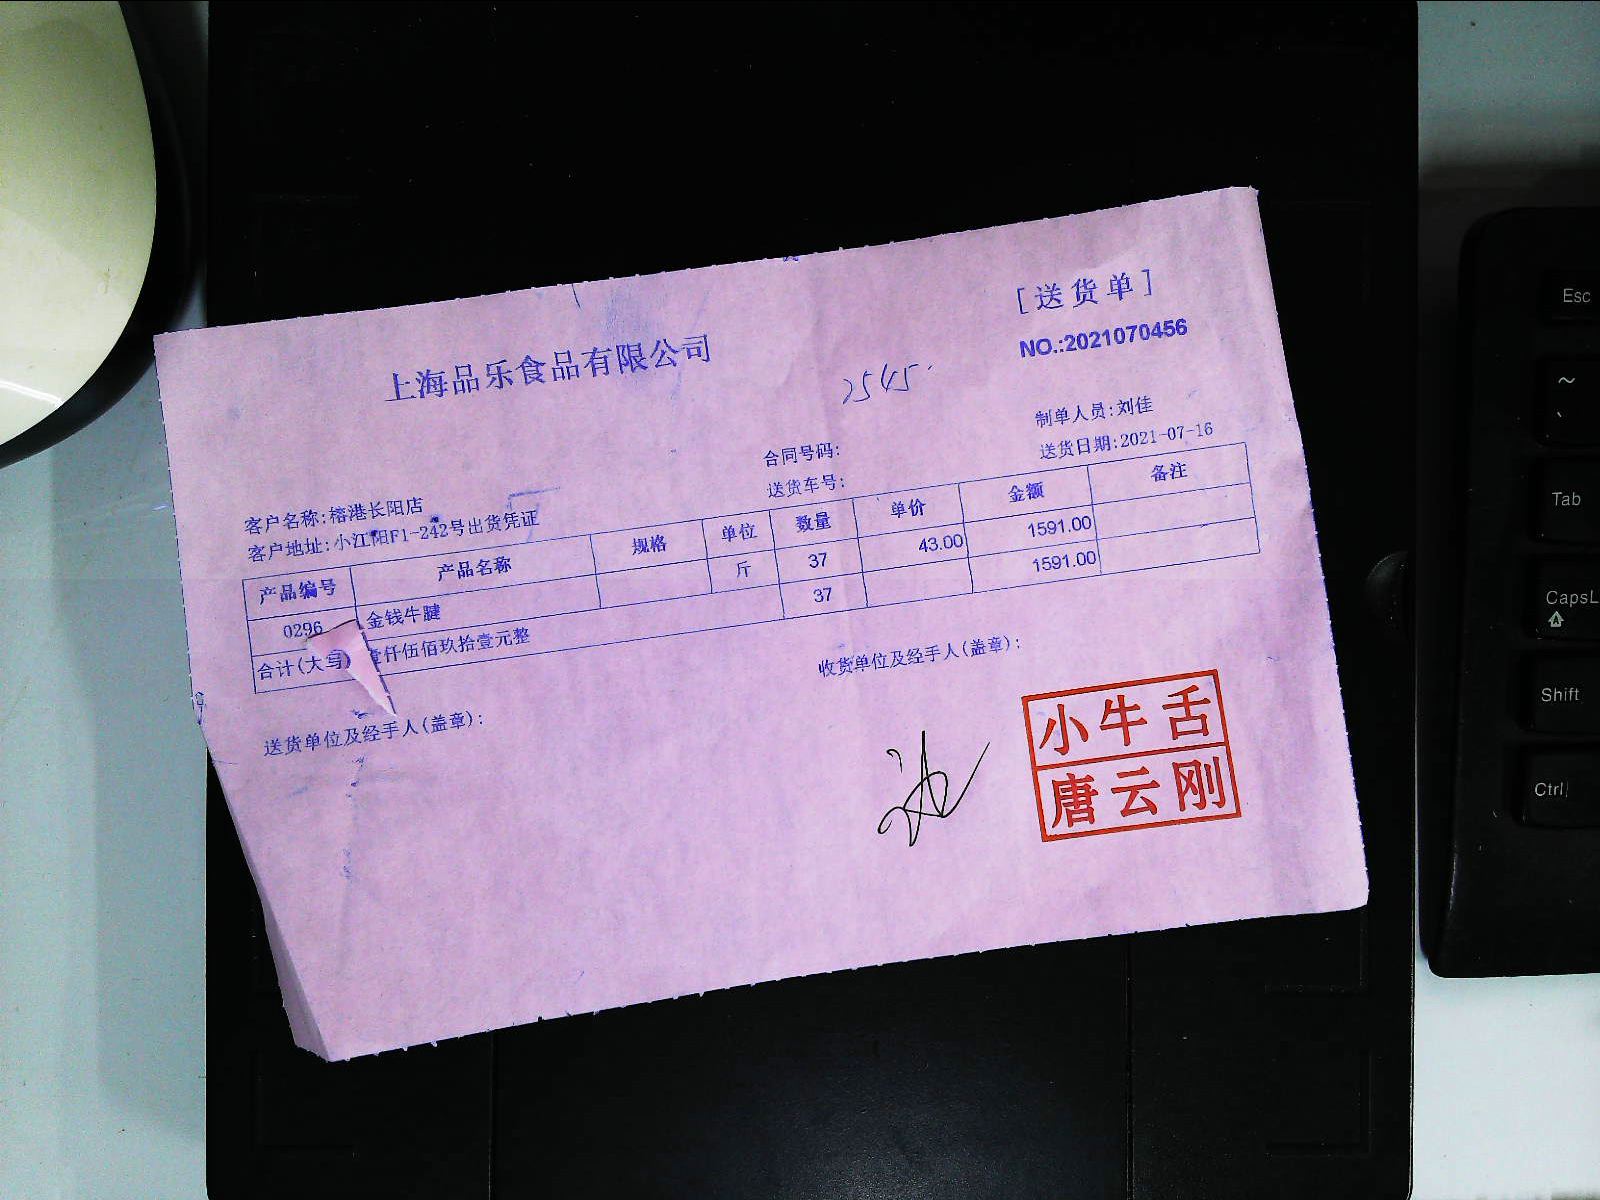 [送货单]
上海品乐食品有限公司
NO.:2021070456
2545.
制单人员:刘佳
合同号码:
送货日期:2021-07-16
送货车号:
客户名称:榕港长阳店
客户地址:小江阳F1-242号出货凭证
产品编号 产品名称 规格 单位 数量 单价 金额 备注
0296 金钱牛腱 斤 37 43.00 1591.00
合计(大写) 壹仟伍佰玖拾壹元整 37 1591.00
送货单位及经手人(盖章):
收货单位及经手人(盖章):
小牛舌
唐云刚
Esc
~
`
Tab
CapsL
Shift
Ctrl